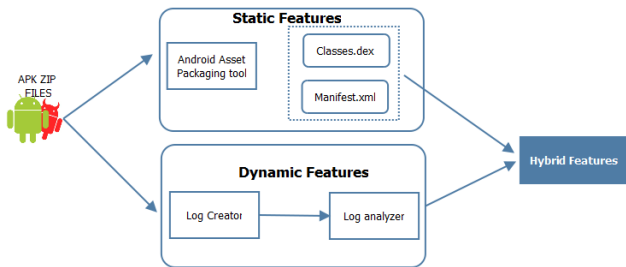 Static Features
Android Asset
Packaging tool
Classes.dex
Manifest.xml
APK ZIP
FILES
Hybrid Features
Dynamic Features
Log Creator
Log analyzer